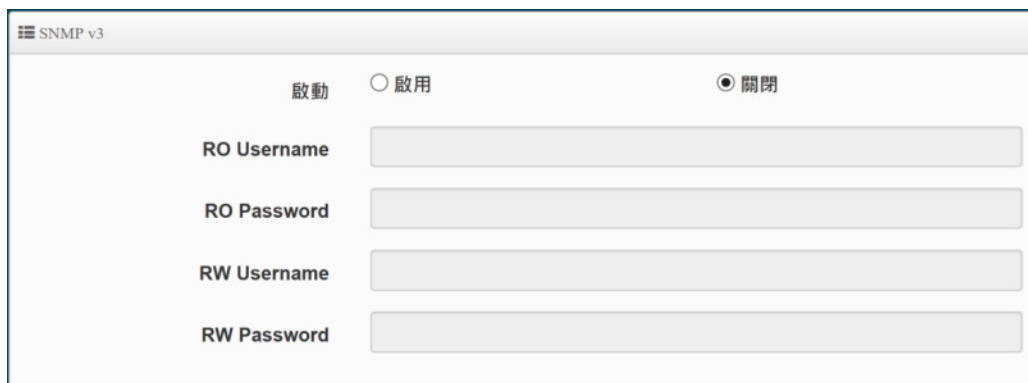 SNMP v3
啟動 啟用 關閉
RO Username
RO Password
RW Username
RW Password